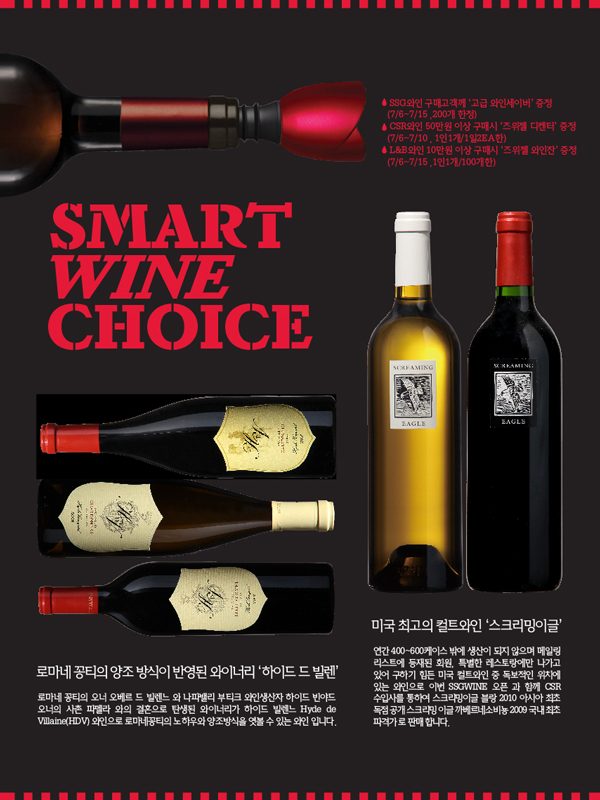 SSG와인 구매고객께 '고급 와인세이버' 증정
(7/6~7/15 ,200개 한정)
CSR와인 50만원 이상 구매시 '즈위젤 디켄터' 증정
(7/6~7/10 , 1인1개/1일2EA한)
L&B와인 10만원 이상 구매시 '즈위젤 와인잔' 증정
(7/6~7/15 ,1인1개/100개한)
SMART
WINE
CHOICE
SCREAMING
EAGLE
SCREAMING
EAGLE
미국 최고의 컬트와인 '스크리밍이글'
연간 400~600케이스 밖에 생산이 되지 않으며 메일링
리스트에 등재된 회원, 특별한 레스토랑에만 나가고
있어 구하기 힘든 미국 컬트와인 중 독보적인 위치에
있는 와인으로 이번 SSGWINE 오픈 과 함께 CSR
수입사를 통하여 스크리밍이글 블랑 2010 아시아 최초
독점 공개 스크리밍 이글 까베르네소비뇽 2009 국내 최초
파격가로 판매 합니다.
로마네 꽁티의 양조 방식이 반영된 와이너리 '하이드 드 빌렌'
로마네 꽁티의 오너 오베르 드 빌렌느 와 나파밸리 부티크 와인생산자 하이드 빈야드
오너의 사촌 파멜라 와의 결혼으로 탄생된 와이너리가 하이드 빌렌느 Hyde de
Villaine(HDV) 와인으로 로마네꽁티의 노하우와 양조방식을 엿볼 수 있는 와인 입니다.